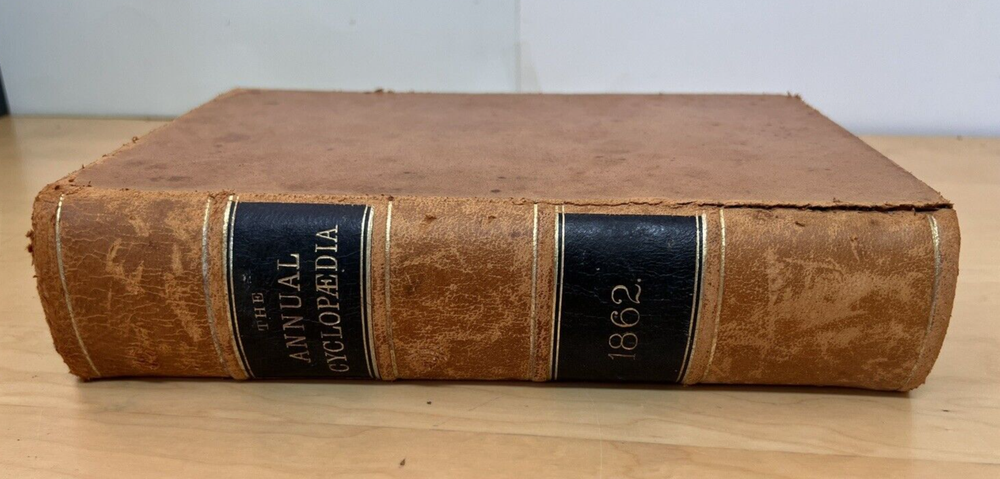 THE
ANNUAL
CYCLOPÆDIA
1862.